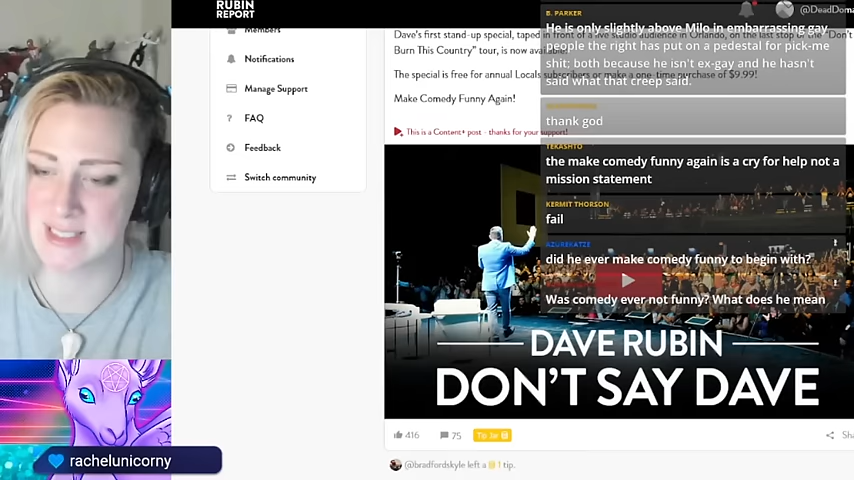 RUBIN
REPORT
Members
Notifications
Manage Support
FAQ
Feedback
Switch community
Dave's first stand-up special, taped in front of a live studio audience in Orlando, on the last stop of the "Don't
Burn This Country" tour, is now available.
The special is free for annual Locals subscribers or make a one-time purchase of $9.99!
Make Comedy Funny Again!
This is a Content+ post - thanks for your support!
@DeadDoma
B. PARKER
He is only slightly above Milo in embarrassing gay
people the right has put on a pedestal for pick-me
shit; both because he isn't ex-gay and he hasn't
said what that creep said.
thank god
TEKASHTO
the make comedy funny again is a cry for help not a
mission statement
KERMIT THORSON
fail
AZUREKATZE
did he ever make comedy funny to begin with?
Was comedy ever not funny? What does he mean
DAVE RUBIN
DON'T SAY DAVE
416
75
Sha
@bradfordskyle left a 1 tip.
rachelunicorny